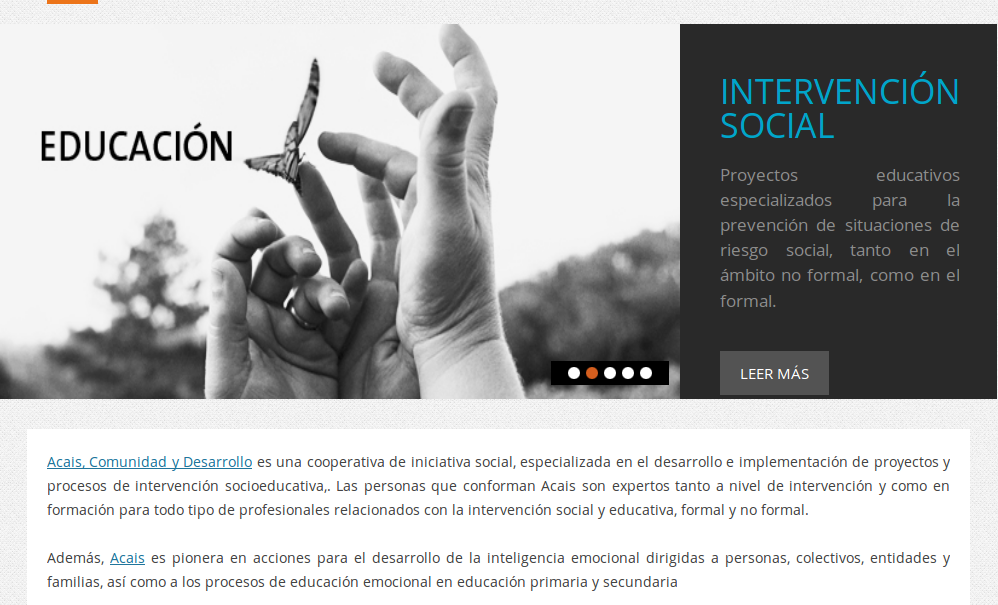 EDUCACIÓN
INTERVENCIÓN
SOCIAL
Proyectos educativos
especializados para la
prevención de situaciones de
riesgo social, tanto en el
ámbito no formal, como en el
formal.
LEER MÁS
Acais, Comunidad y Desarrollo es una cooperativa de iniciativa social, especializada en el desarrollo e implementación de proyectos y
procesos de intervención socioeducativa,. Las personas que conforman Acais son expertos tanto a nivel de intervención y como en
formación para todo tipo de profesionales relacionados con la intervención social y educativa, formal y no formal.
Además, Acais es pionera en acciones para el desarrollo de la inteligencia emocional dirigidas a personas, colectivos, entidades y
familias, así como a los procesos de educación emocional en educación primaria y secundaria